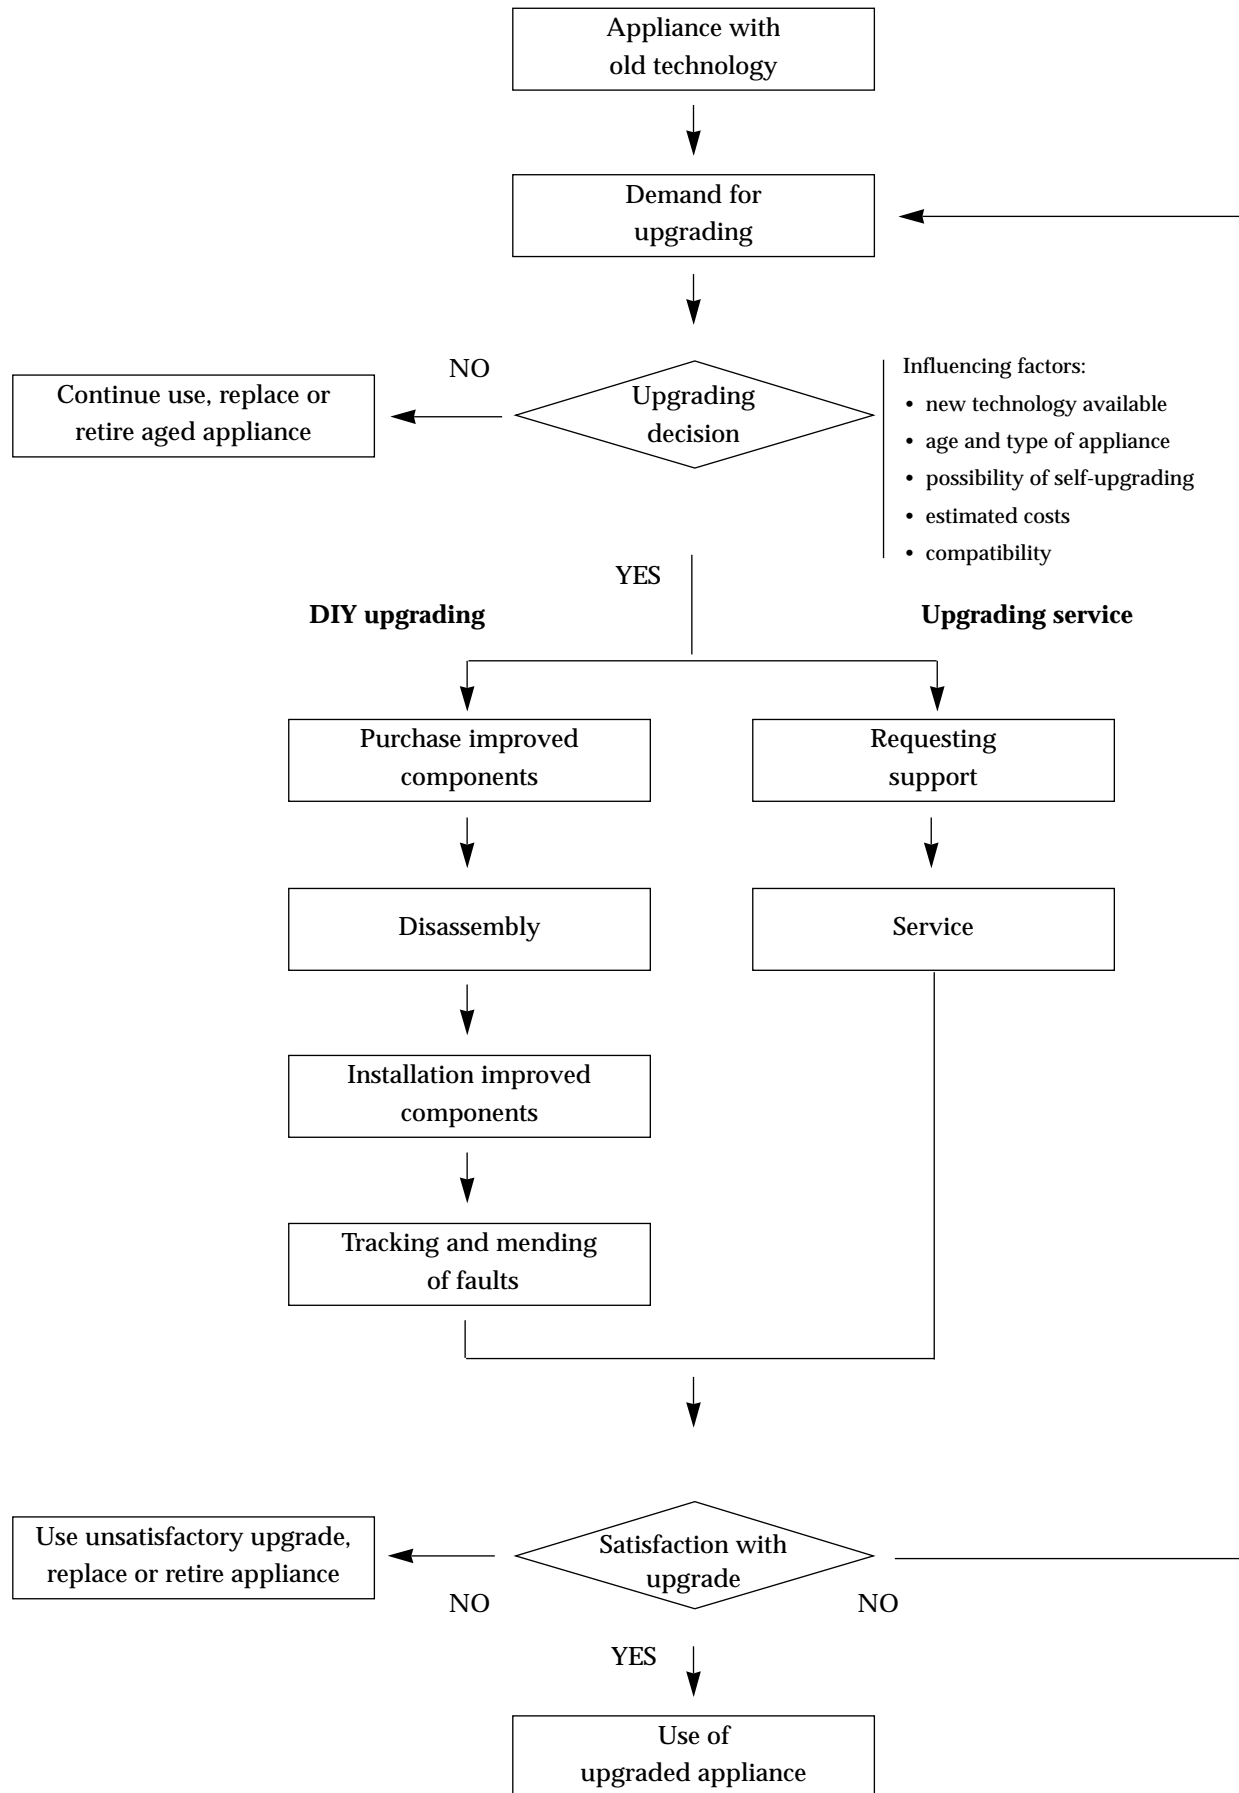 Appliance with
old technology
Demand for
upgrading
NO
Continue use, replace or
retire aged appliance
Upgrading
decision
Influencing factors:
• new technology available
• age and type of appliance
• possibility of self-upgrading
• estimated costs
• compatibility
YES
DIY upgrading
Upgrading service
Purchase improved
components
Requesting
support
Disassembly
Service
Installation improved
components
Tracking and mending
of faults
Use unsatisfactory upgrade,
replace or retire appliance
Satisfaction with
upgrade
NO
NO
YES
Use of
upgraded appliance